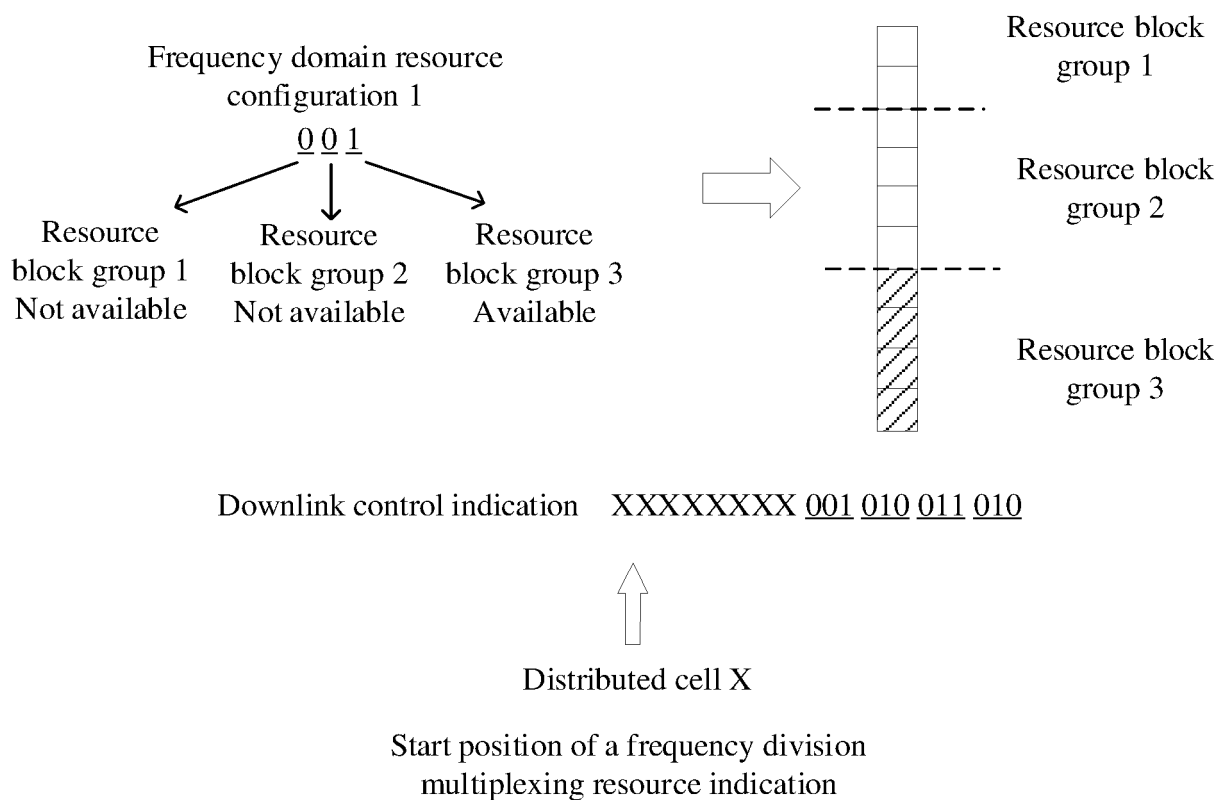 Frequency domain resource
configuration 1
0 0 1
Resource
block group 1
Not available
Resource
block group 2
Not available
Resource
block group 3
Available
Resource block
group 1
Resource block
group 2
Resource block
group 3
Downlink control indication XXXXXXXX 001 010 011 010
Distributed cell X
Start position of a frequency division
multiplexing resource indication